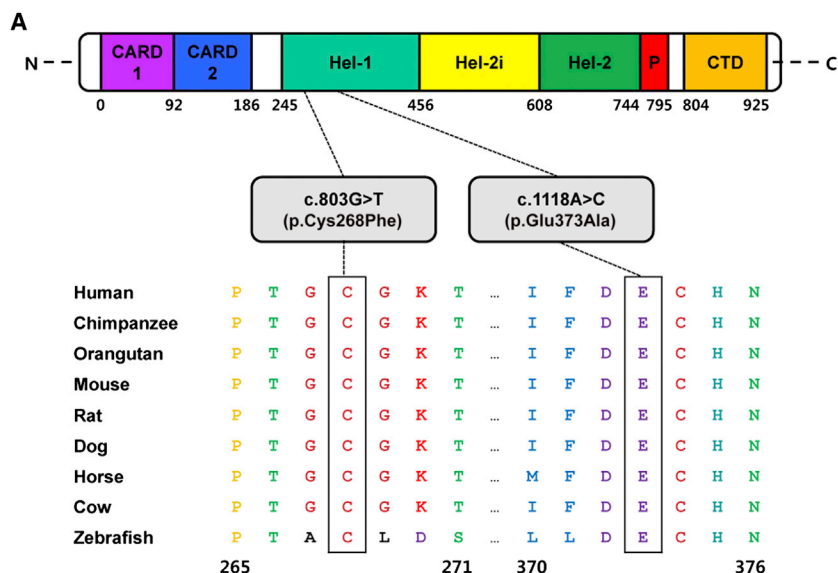 A
N CARD 1 CARD 2 Hel-1 Hel-2i Hel-2 P CTD C
0 92 186 245 456 608 744 795 804 925
c.803G>T c.1118A>C
(p.Cys268Phe) (p.Glu373Ala)
Human P T G C G K T … I F D E C H N
Chimpanzee P T G C G K T … I F D E C H N
Orangutan P T G C G K T … I F D E C H N
Mouse P T G C G K T … I F D E C H N
Rat P T G C G K T … I F D E C H N
Dog P T G C G K T … I F D E C H N
Horse P T G C G K T … M F D E C H N
Cow P T G C G K T … I F D E C H N
Zebrafish P T A C L D S … L L D E C H N
265 271 370 376